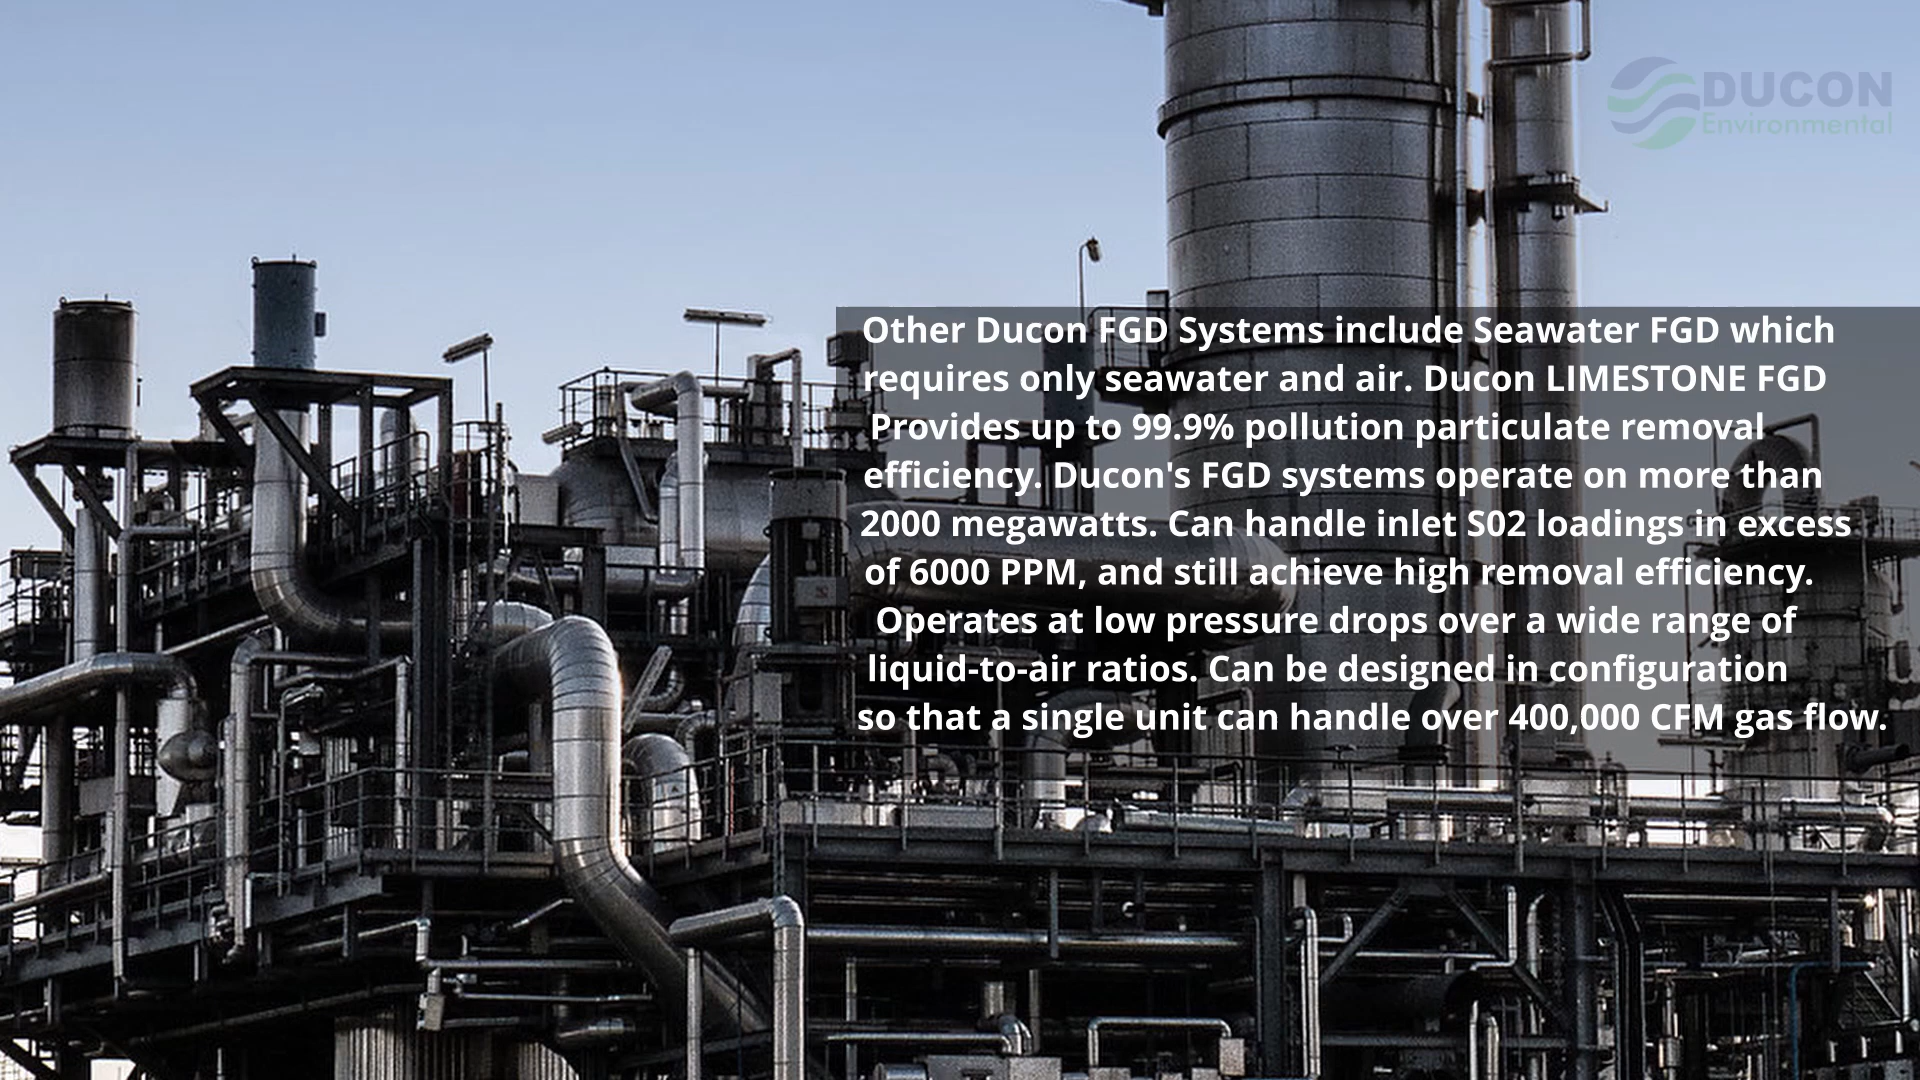 DUCON
Environmental
Other Ducon FGD Systems include Seawater FGD which
requires only seawater and air. Ducon LIMESTONE FGD
Provides up to 99.9% pollution particulate removal
efficiency. Ducon's FGD systems operate on more than
2000 megawatts. Can handle inlet S02 loadings in excess
of 6000 PPM, and still achieve high removal efficiency.
Operates at low pressure drops over a wide range of
liquid-to-air ratios. Can be designed in configuration
so that a single unit can handle over 400,000 CFM gas flow.